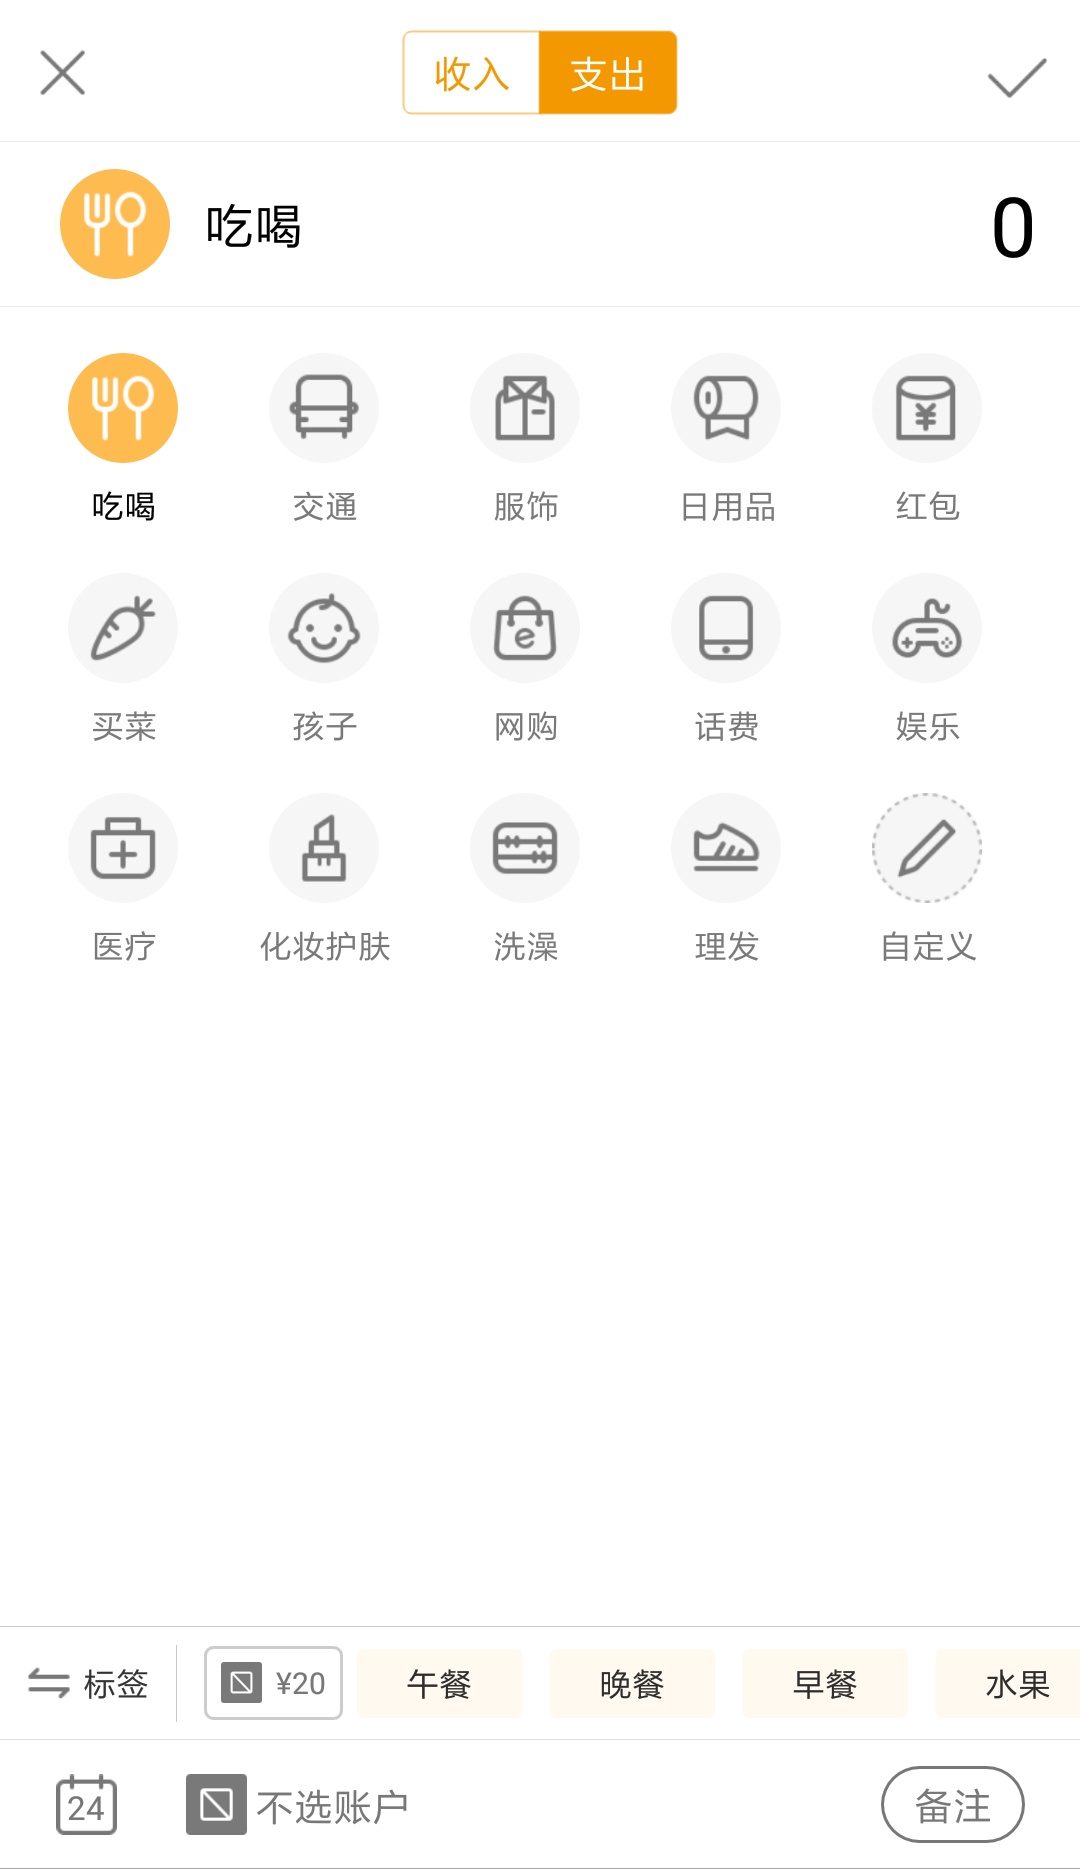 收入 支出
吃喝 0
吃喝 交通 服饰 日用品 红包
买菜 孩子 网购 话费 娱乐
医疗 化妆护肤 洗澡 理发 自定义
标签 ¥20 午餐 晚餐 早餐 水果
24 不选账户 备注